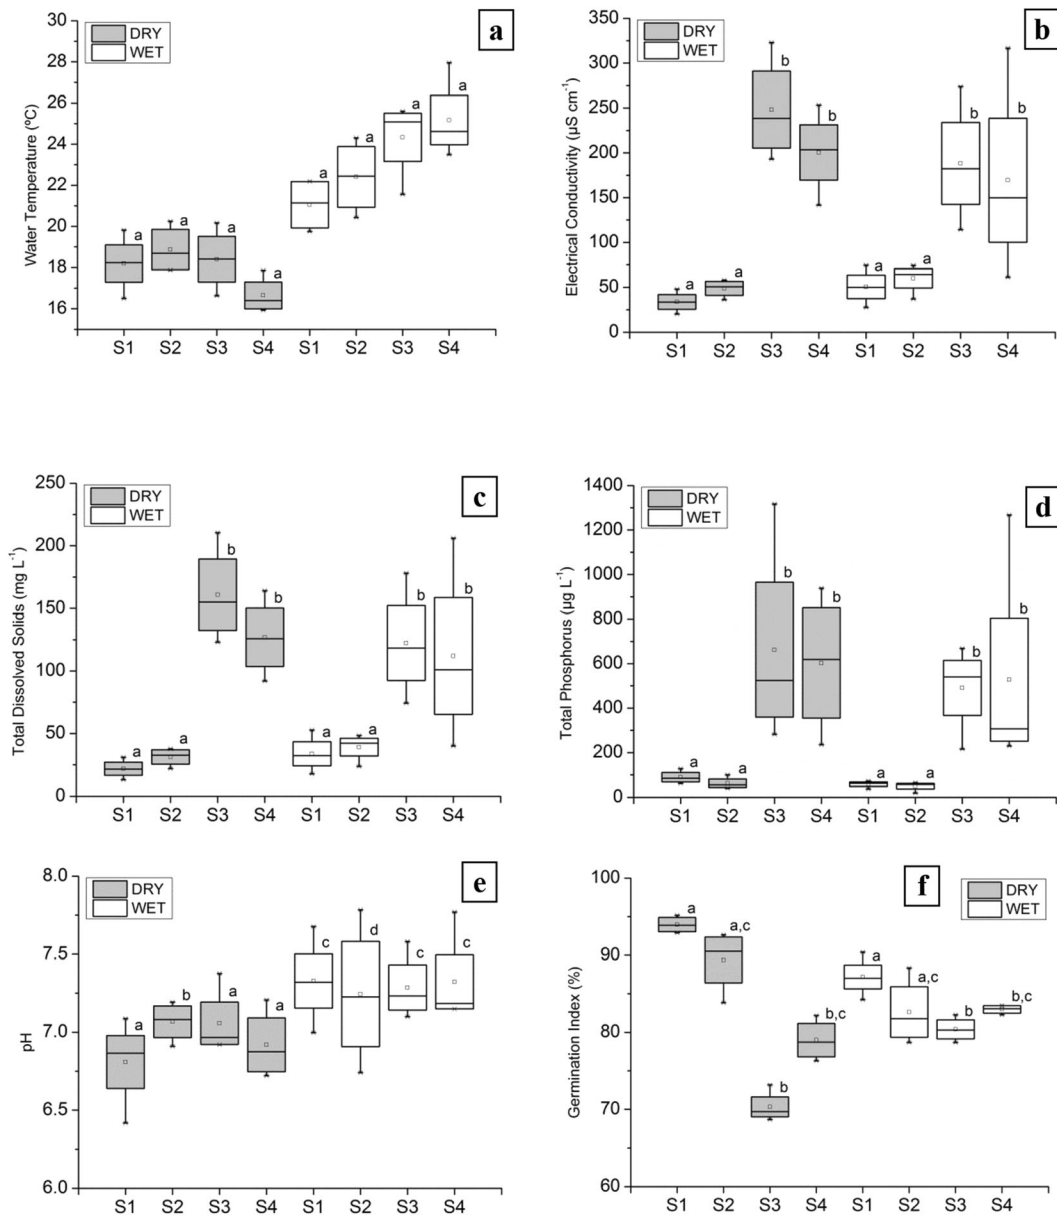 a
DRY
WET
Water Temperature (ºC)
30
28
26
24
22
20
18
16
a
a
a
a
a
a
a
a
S1 S2 S3 S4 S1 S2 S3 S4
b
DRY
WET
Electrical Conductivity (µS cm⁻¹)
350
300
250
200
150
100
50
0
a
a
b
b
a
a
b
b
S1 S2 S3 S4 S1 S2 S3 S4
c
DRY
WET
Total Dissolved Solids (mg L⁻¹)
250
200
150
100
50
0
a
a
b
b
a
a
b
b
S1 S2 S3 S4 S1 S2 S3 S4
d
DRY
WET
Total Phosphorus (µg L⁻¹)
1400
1200
1000
800
600
400
200
0
a
a
b
b
a
a
b
b
S1 S2 S3 S4 S1 S2 S3 S4
e
DRY
WET
pH
8.0
7.5
7.0
6.5
6.0
a
b
a
a
c
d
c
c
S1 S2 S3 S4 S1 S2 S3 S4
f
DRY
WET
Germination Index (%)
100
90
80
70
60
a
a,c
b
b,c
a
a,c
b
b,c
S1 S2 S3 S4 S1 S2 S3 S4